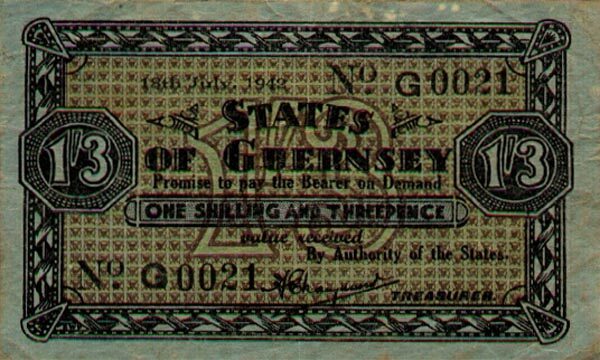 18th July, 1942. No G 0021
STATES
OF GUERNSEY
1/3 1/3
Promise to pay the Bearer on Demand
ONE SHILLING AND THREEPENCE
value received
By Authority of the States.
No G 0021
TREASURER.